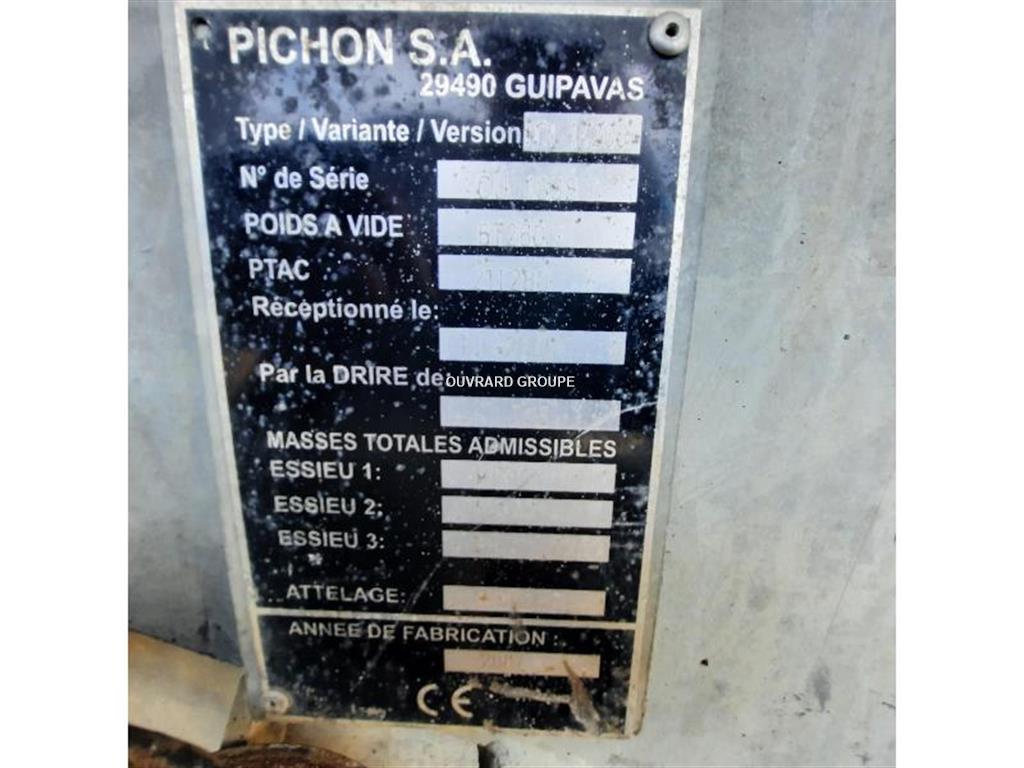 PICHON S.A.
29490 GUIPAVAS
Type / Variante / Version
N° de Série
POIDS A VIDE
PTAC
Réceptionné le:
Par la DRIRE de:
OUVRARD GROUPE
MASSES TOTALES ADMISSIBLES
ESSIEU 1:
ESSIEU 2:
ESSIEU 3:
ATTELAGE:
ANNEE DE FABRICATION :
CE